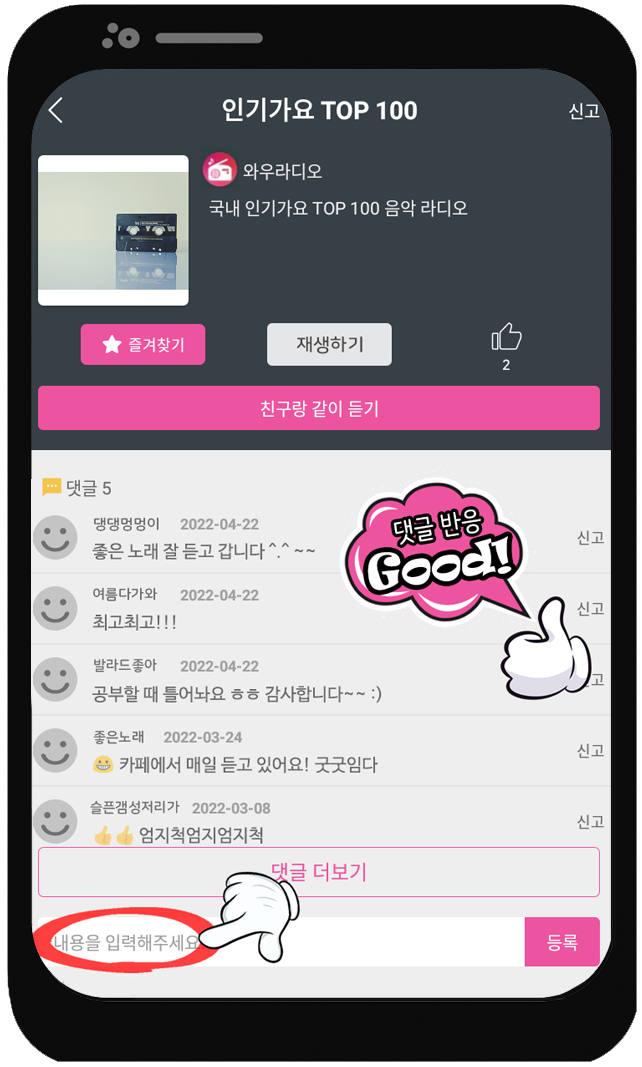 인기가요 TOP 100
신고
와우라디오
국내 인기가요 TOP 100 음악 라디오
즐겨찾기
재생하기
2
친구랑 같이 듣기
댓글 5
댓글 반응
Good!
댕댕멍멍이 2022-04-22
좋은 노래 잘 듣고 갑니다 ^.^ ~~
신고
여름다가와 2022-04-22
최고최고!!!
신고
발라드좋아 2022-04-22
공부할 때 틀어놔요 ㅎㅎ 감사합니다~~ :)
고
좋은노래 2022-03-24
😁 카페에서 매일 듣고 있어요! 굿굿임다
신고
슬픈갬성저리가 2022-03-08
👍👍 엄지척엄지엄지척
신고
댓글 더보기
내용을 입력해주세요
등록